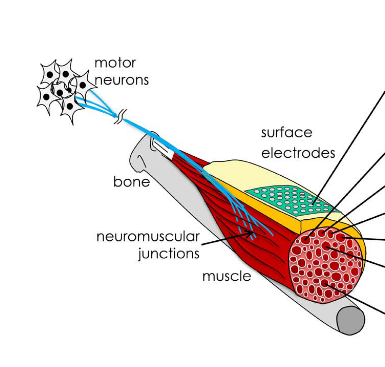 motor
neurons
surface
electrodes
bone
neuromuscular
junctions
muscle